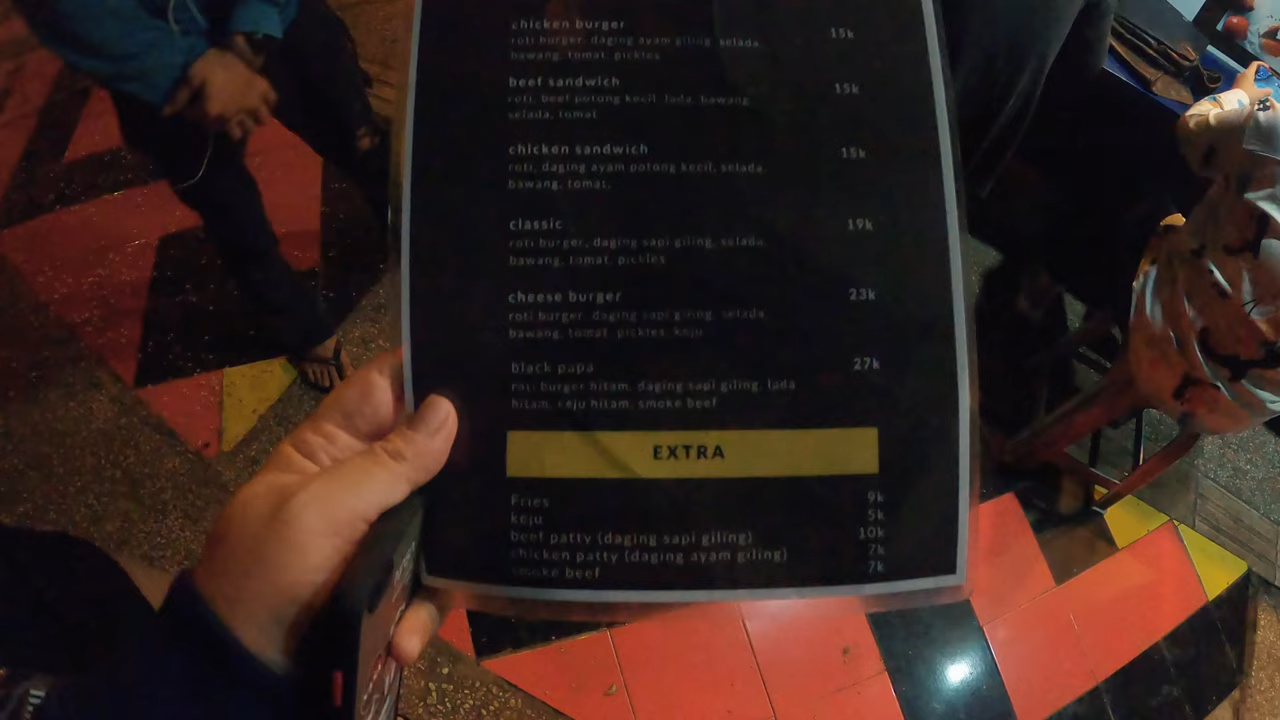 chicken burger 15k
roti burger, daging ayam giling, selada,
bawang, tomat, pickles
beef sandwich 15k
roti, beef potong kecil, lada, bawang,
selada, tomat
chicken sandwich 15k
roti, daging ayam potong kecil, selada,
bawang, tomat,
classic 19k
roti burger, daging sapi giling, selada,
bawang, tomat, pickles
cheese burger 23k
roti burger, daging sapi giling, selada,
bawang, tomat, pickles, keju
black papa 27k
roti burger hitam, daging sapi giling, lada
hitam, keju hitam, smoke beef
EXTRA
Fries 9k
keju 5k
beef patty (daging sapi giling) 10k
chicken patty (daging ayam giling) 7k
smoke beef 7k